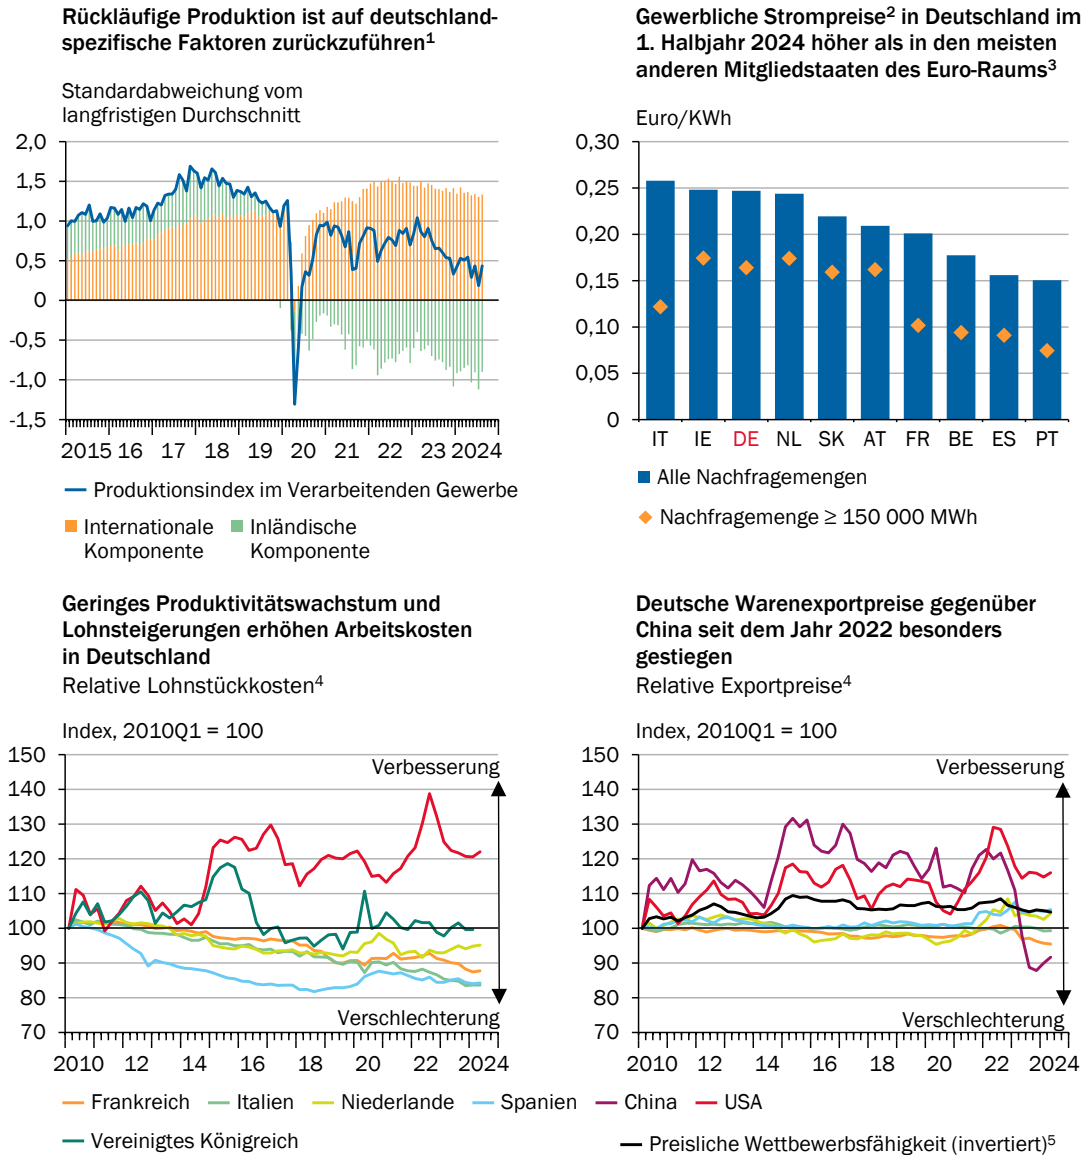 Rückläufige Produktion ist auf deutschland-
spezifische Faktoren zurückzuführen¹
Standardabweichung vom
langfristigen Durchschnitt
2,0
1,5
1,0
0,5
0
-0,5
-1,0
-1,5
2015 16 17 18 19 20 21 22 23 2024
Produktionsindex im Verarbeitenden Gewerbe
Internationale Komponente
Inländische Komponente
Gewerbliche Strompreise² in Deutschland im
1. Halbjahr 2024 höher als in den meisten
anderen Mitgliedstaaten des Euro-Raums³
Euro/KWh
0,30
0,25
0,20
0,15
0,10
0,05
0
IT IE DE NL SK AT FR BE ES PT
Alle Nachfragemengen
Nachfragemenge ≥ 150 000 MWh
Geringes Produktivitätswachstum und
Lohnsteigerungen erhöhen Arbeitskosten
in Deutschland
Relative Lohnstückkosten⁴
Index, 2010Q1 = 100
150
140
130
120
110
100
90
80
70
Verbesserung
Verschlechterung
2010 12 14 16 18 20 22 2024
Deutsche Warenexportpreise gegenüber
China seit dem Jahr 2022 besonders
gestiegen
Relative Exportpreise⁴
Index, 2010Q1 = 100
150
140
130
120
110
100
90
80
70
Verbesserung
Verschlechterung
2010 12 14 16 18 20 22 2024
Frankreich Italien Niederlande Spanien China USA
Vereinigtes Königreich
Preisliche Wettbewerbsfähigkeit (invertiert)⁵